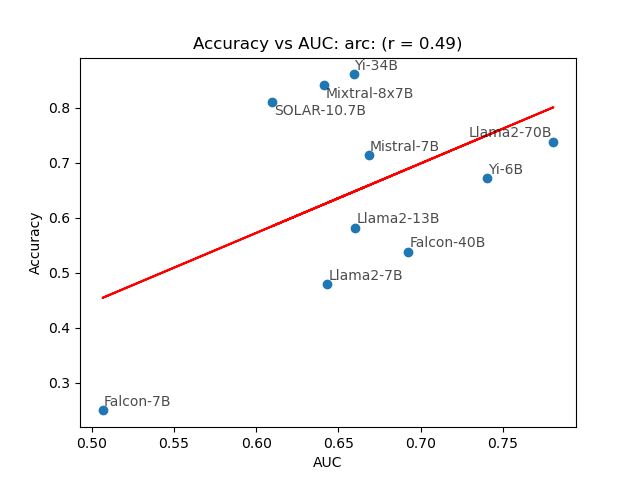 Accuracy vs AUC: arc: (r = 0.49)
Yi-34B
Mixtral-8x7B
SOLAR-10.7B
Llama2-70B
Mistral-7B
Yi-6B
Llama2-13B
Falcon-40B
Llama2-7B
Falcon-7B
Accuracy
0.8
0.7
0.6
0.5
0.4
0.3
0.50
0.55
0.60
0.65
0.70
0.75
AUC